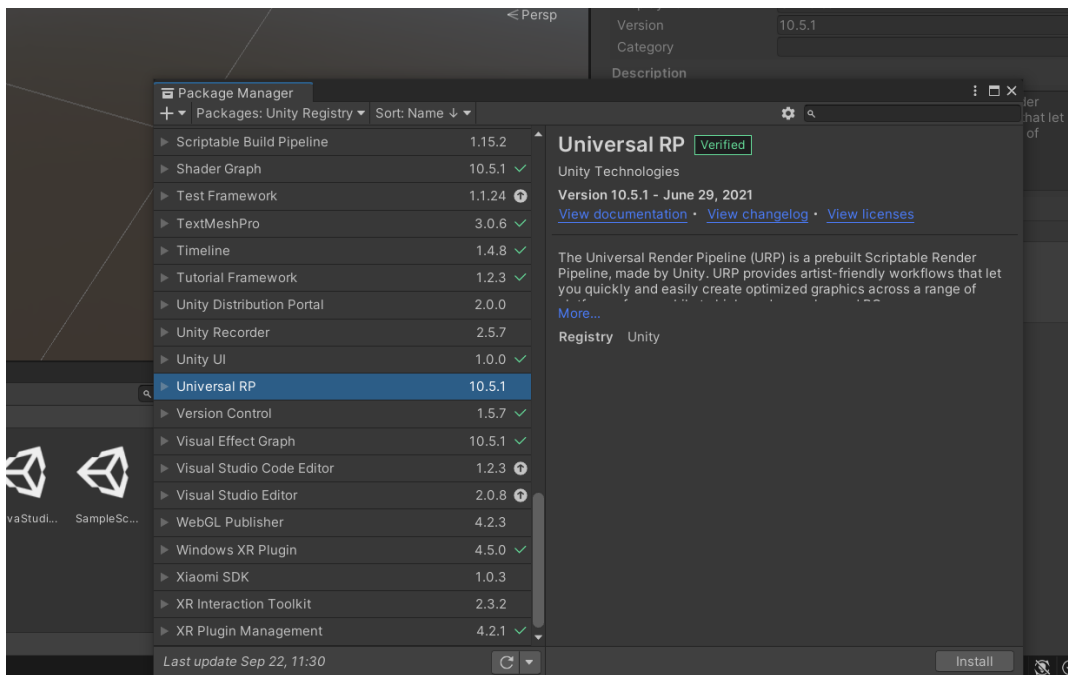 Persp
Version 10.5.1
Category
Description
Package Manager
Packages: Unity Registry Sort: Name ↓
Scriptable Build Pipeline 1.15.2
Shader Graph 10.5.1
Test Framework 1.1.24
TextMeshPro 3.0.6
Timeline 1.4.8
Tutorial Framework 1.2.3
Unity Distribution Portal 2.0.0
Unity Recorder 2.5.7
Unity UI 1.0.0
Universal RP 10.5.1
Version Control 1.5.7
Visual Effect Graph 10.5.1
Visual Studio Code Editor 1.2.3
Visual Studio Editor 2.0.8
WebGL Publisher 4.2.3
Windows XR Plugin 4.5.0
Xiaomi SDK 1.0.3
XR Interaction Toolkit 2.3.2
XR Plugin Management 4.2.1
Last update Sep 22, 11:30
Universal RP Verified
Unity Technologies
Version 10.5.1 - June 29, 2021
View documentation • View changelog • View licenses
The Universal Render Pipeline (URP) is a prebuilt Scriptable Render
Pipeline, made by Unity. URP provides artist-friendly workflows that let
you quickly and easily create optimized graphics across a range of
More...
Registry Unity
Install
that let
of
vaStudi... SampleSc...